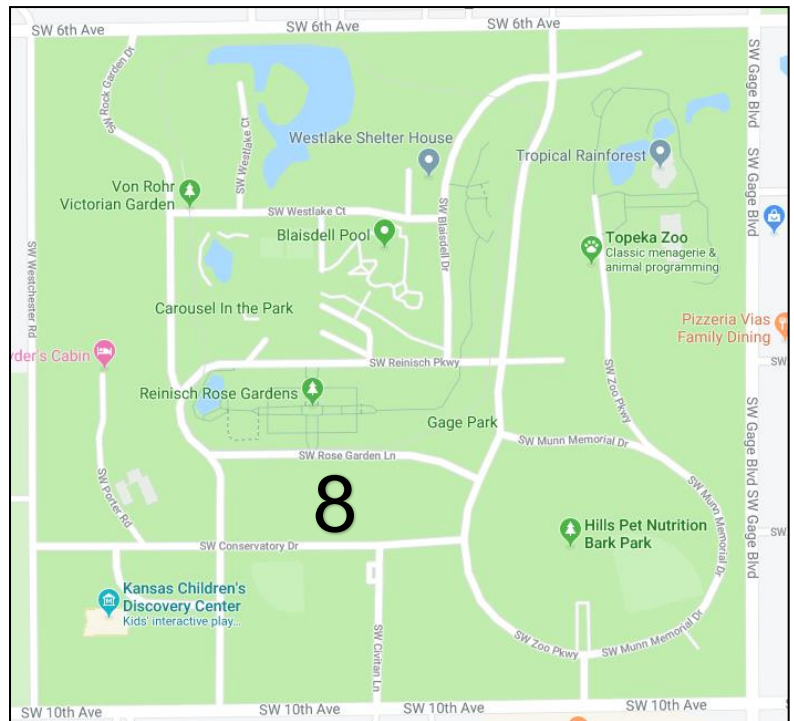 SW 6th Ave
SW 6th Ave
SW 6th Ave
SW Rock Garden Dr
SW Gage Blvd
Westlake Shelter House
SW Westlake Ct
Tropical Rainforest
SW Gage Blvd
Von Rohr
Victorian Garden
SW Westlake Ct
Blaisdell Pool
SW Blaisdell Dr
Topeka Zoo
Classic menagerie &
animal programming
SW Westchester Rd
Carousel In the Park
Pizzeria Vias
Family Dining
yder's Cabin
SW Reinisch Pkwy
SW
Reinisch Rose Gardens
SW Zoo Pkwy
Gage Park
SW Gage Blvd
SW Munn Memorial Dr
SW Rose Garden Ln
SW Porter Rd
8
SW Munn Memorial Dr
SW Gage Blvd
Hills Pet Nutrition
Bark Park
SW
SW Conservatory Dr
Kansas Children's
Discovery Center
Kids' interactive play...
SW Civitan Ln
SW Zoo Pkwy
SW Munn Memorial Dr
SW 10th Ave
SW 10th Ave
SW 10th Ave
SW 10th Ave